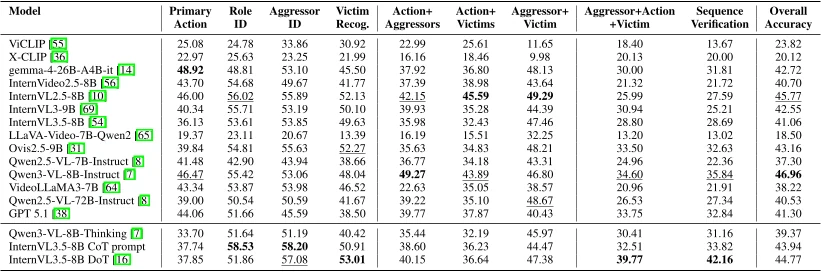 Model Primary Role Aggressor Victim Action+ Action+ Aggressor+ Aggressor+Action Sequence Overall
Action ID ID Recog. Aggressors Victims Victim +Victim Verification Accuracy
ViCLIP [55] 25.08 24.78 33.86 30.92 22.99 25.61 11.65 18.40 13.67 23.82
X-CLIP [36] 22.97 25.63 23.25 21.99 16.16 18.46 9.98 20.13 20.00 20.12
gemma-4-26B-A4B-it [14] 48.92 48.81 53.10 45.50 37.92 36.80 48.13 30.00 31.81 42.72
InternVideo2.5-8B [56] 43.70 54.68 49.67 41.77 37.39 38.98 43.64 21.32 21.72 40.70
InternVL2.5-8B [10] 46.00 56.02 55.89 52.13 42.15 45.59 49.29 25.99 27.59 45.77
InternVL3-9B [69] 40.34 55.71 53.19 50.10 39.93 35.28 44.39 30.94 25.21 42.55
InternVL3.5-8B [54] 36.13 53.61 53.85 49.63 35.98 32.43 47.46 28.80 28.69 41.06
LLaVA-Video-7B-Qwen2 [65] 19.37 23.11 20.67 13.39 16.19 15.51 32.25 13.20 13.02 18.50
Ovis2.5-9B [31] 39.84 54.81 55.63 52.27 35.63 34.83 48.21 33.50 32.63 43.16
Qwen2.5-VL-7B-Instruct [8] 41.48 42.90 43.94 38.66 36.77 34.18 43.31 24.96 22.36 37.30
Qwen3-VL-8B-Instruct [7] 46.47 55.42 53.06 48.04 49.27 43.89 46.80 34.60 35.84 46.96
VideoLLaMA3-7B [64] 43.34 53.87 53.98 46.52 22.63 35.05 38.57 20.96 21.91 38.22
Qwen2.5-VL-72B-Instruct [8] 39.00 50.54 50.59 41.67 39.22 35.10 48.67 26.53 27.34 40.53
GPT 5.1 [38] 44.06 51.66 45.59 38.50 39.77 37.87 40.43 33.75 32.84 41.30
Qwen3-VL-8B-Thinking [7] 33.70 51.64 51.19 40.42 35.44 32.19 45.97 30.41 31.16 39.37
InternVL3.5-8B CoT prompt 37.74 58.53 58.20 50.91 38.60 36.23 44.47 32.51 33.82 43.94
InternVL3.5-8B DoT [16] 37.85 51.86 57.08 53.01 40.15 36.64 47.38 39.77 42.16 44.77